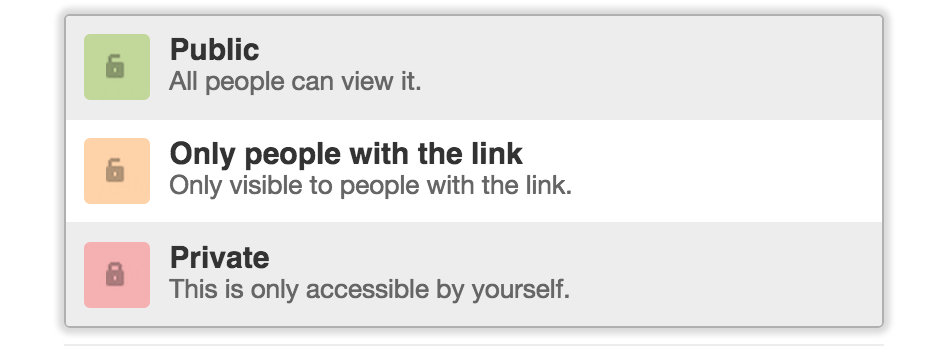 Public
All people can view it.
Only people with the link
Only visible to people with the link.
Private
This is only accessible by yourself.